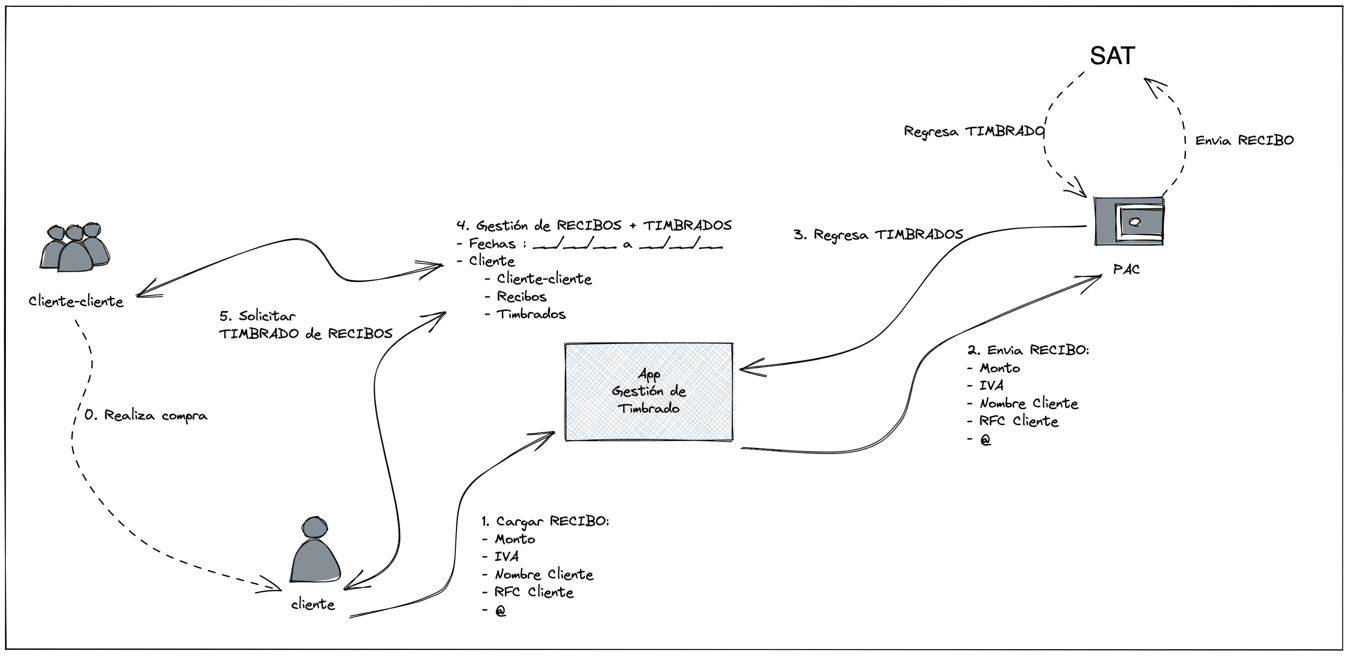 SAT
Regresa TIMBRADO
Envia RECIBO
4. Gestión de RECIBOS + TIMBRADOS
- Fechas : __/__/__ a __/__/__
- Cliente
- Cliente-cliente
- Recibos
- Timbrados
3. Regresa TIMBRADOS
PAC
Cliente-cliente
5. Solicitar
TIMBRADO de RECIBOS
App
Gestión de
Timbrado
2. Envia RECIBO:
- Monto
- IVA
- Nombre Cliente
- RFC Cliente
- @
0. Realiza compra
1. Cargar RECIBO:
- Monto
- IVA
- Nombre Cliente
- RFC Cliente
- @
cliente